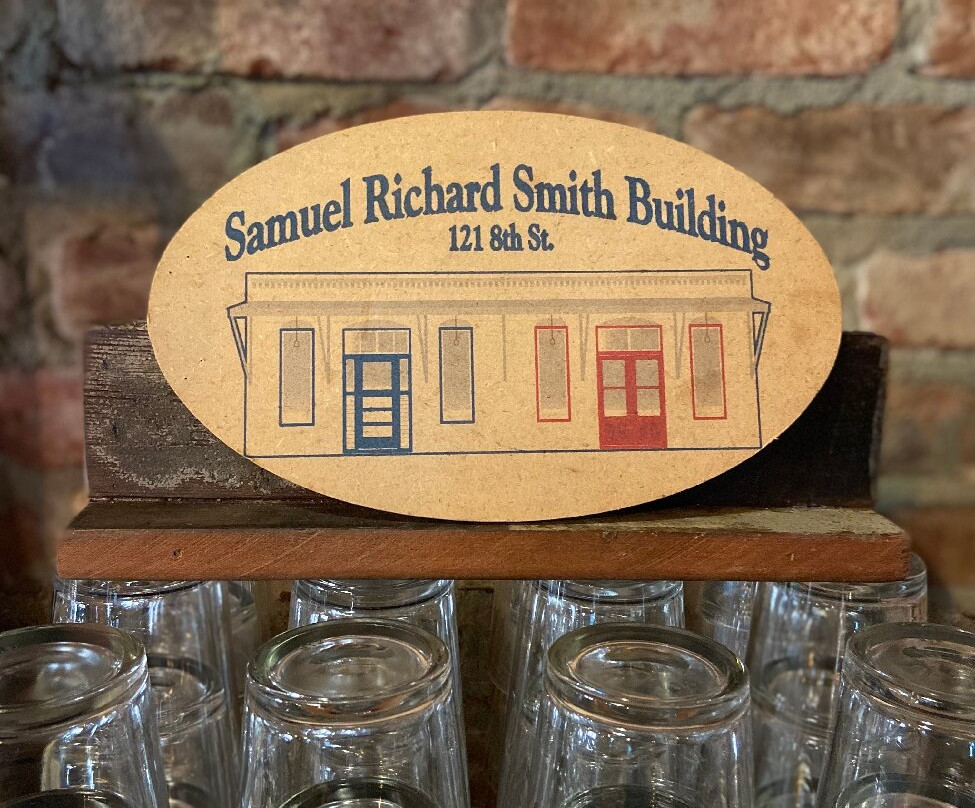 Samuel Richard Smith Building
121 8th St.